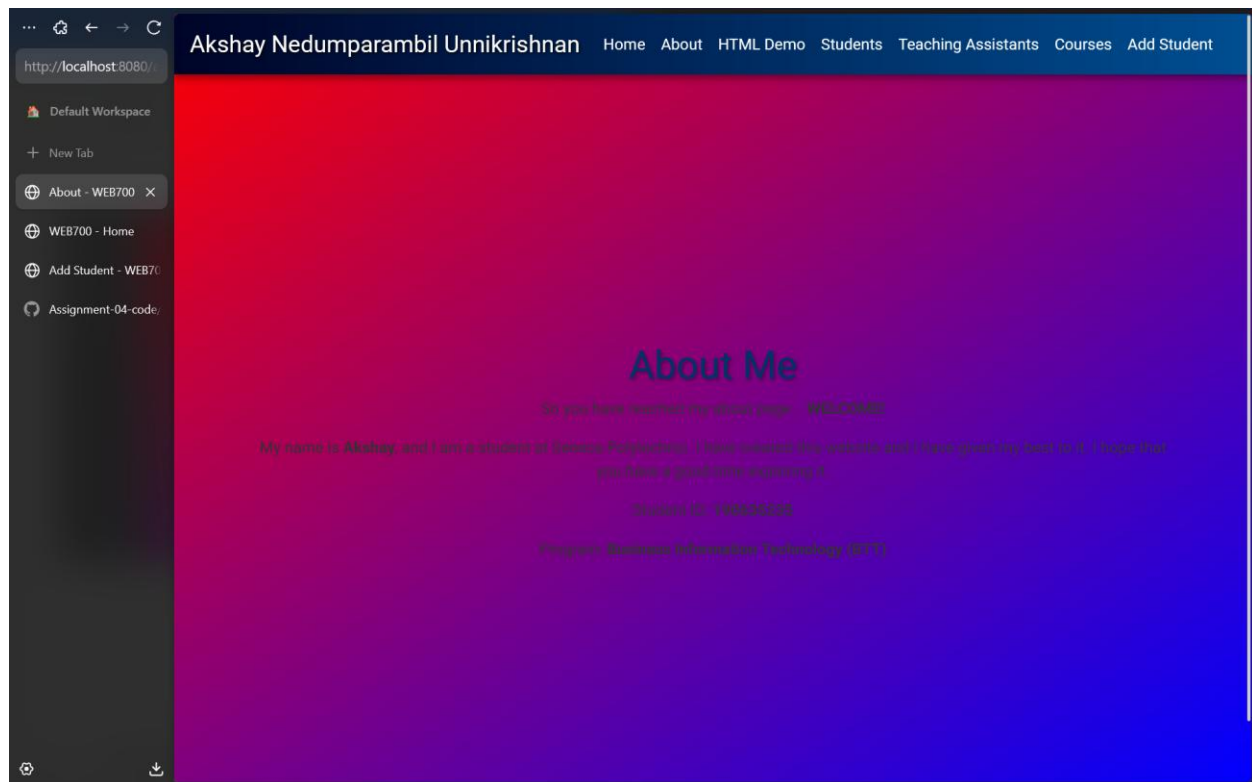 http://localhost:8080/
Default Workspace
+ New Tab
About - WEB700
WEB700 - Home
Add Student - WEB70
Assignment-04-code/
Akshay Nedumparambil Unnikrishnan Home About HTML Demo Students Teaching Assistants Courses Add Student
About Me
So you have reached my about page - WELCOME!
My name is Akshay, and I am a student at Seneca Polytechnic. I have created this website and I have given my best to it. I hope that
you have a good time exploring it.
Student ID:
Program: Business Information Technology (BTT)